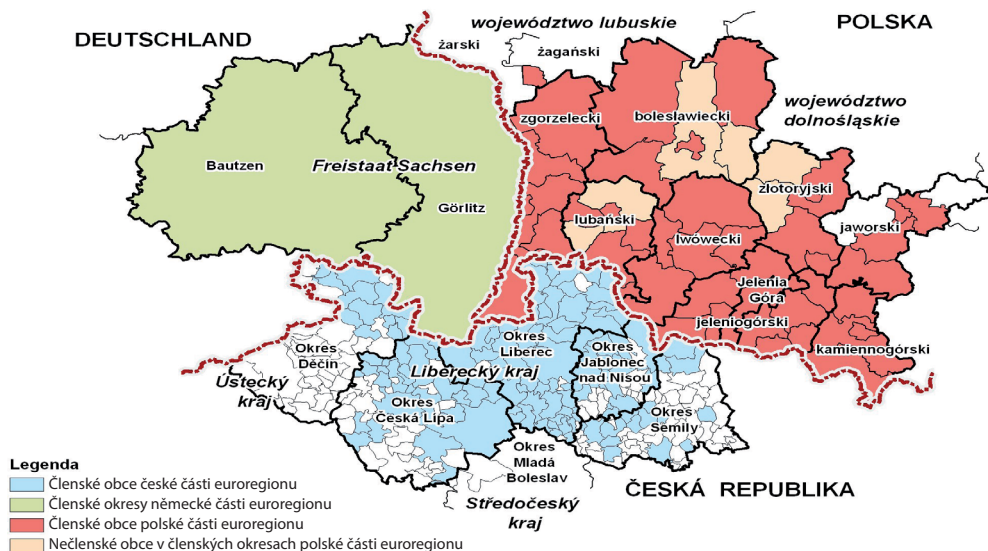 województwo lubuskie
POLSKA
DEUTSCHLAND
żarski
żagański
zgorzelecki
bolesławiecki
województwo
dolnośląskie
Bautzen
Freistaat Sachsen
złotoryjski
Görlitz
lubański
lwówecki
jaworski
Jelenia
Góra
jeleniogórski
kamiennogórski
Okres
Děčín
Okres
Liberec
Okres
Jablonec
nad Nisou
Ústecký
kraj
Liberecký kraj
Okres
Česká Lípa
Okres
Semily
Okres
Mladá
Boleslav
Středočeský
kraj
ČESKÁ REPUBLIKA
Legenda
Členské obce české části euroregionu
Členské okresy německé části euroregionu
Členské obce polské části euroregionu
Nečlenské obce v členských okresach polské části euroregionu